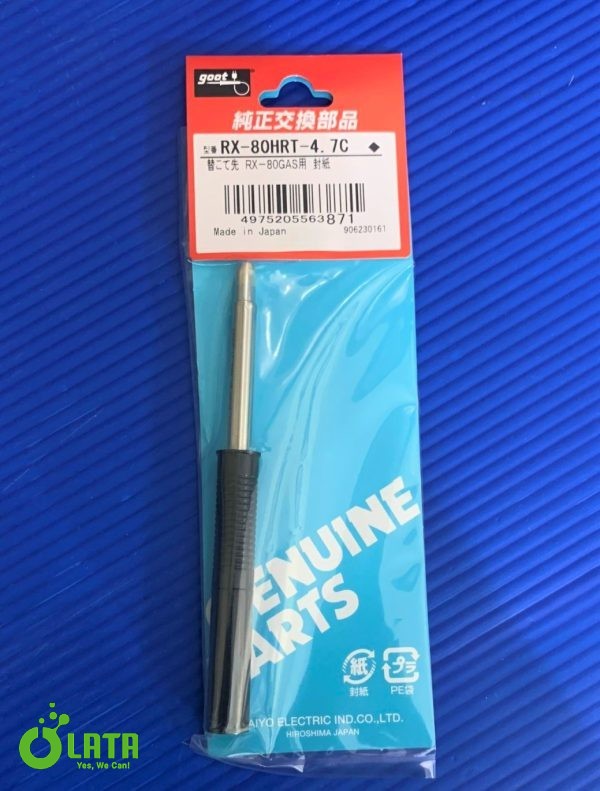 goot
純正交換部品
型番 RX-80HRT-4.7C ◆
替こて先 RX-80GAS用 封紙
4975205563871
Made in Japan 906230161
GENUINE
PARTS
紙 プラ
封紙 PE袋
TAIYO ELECTRIC IND.CO.,LTD.
HIROSHIMA JAPAN
OLATA
Yes, We Can!